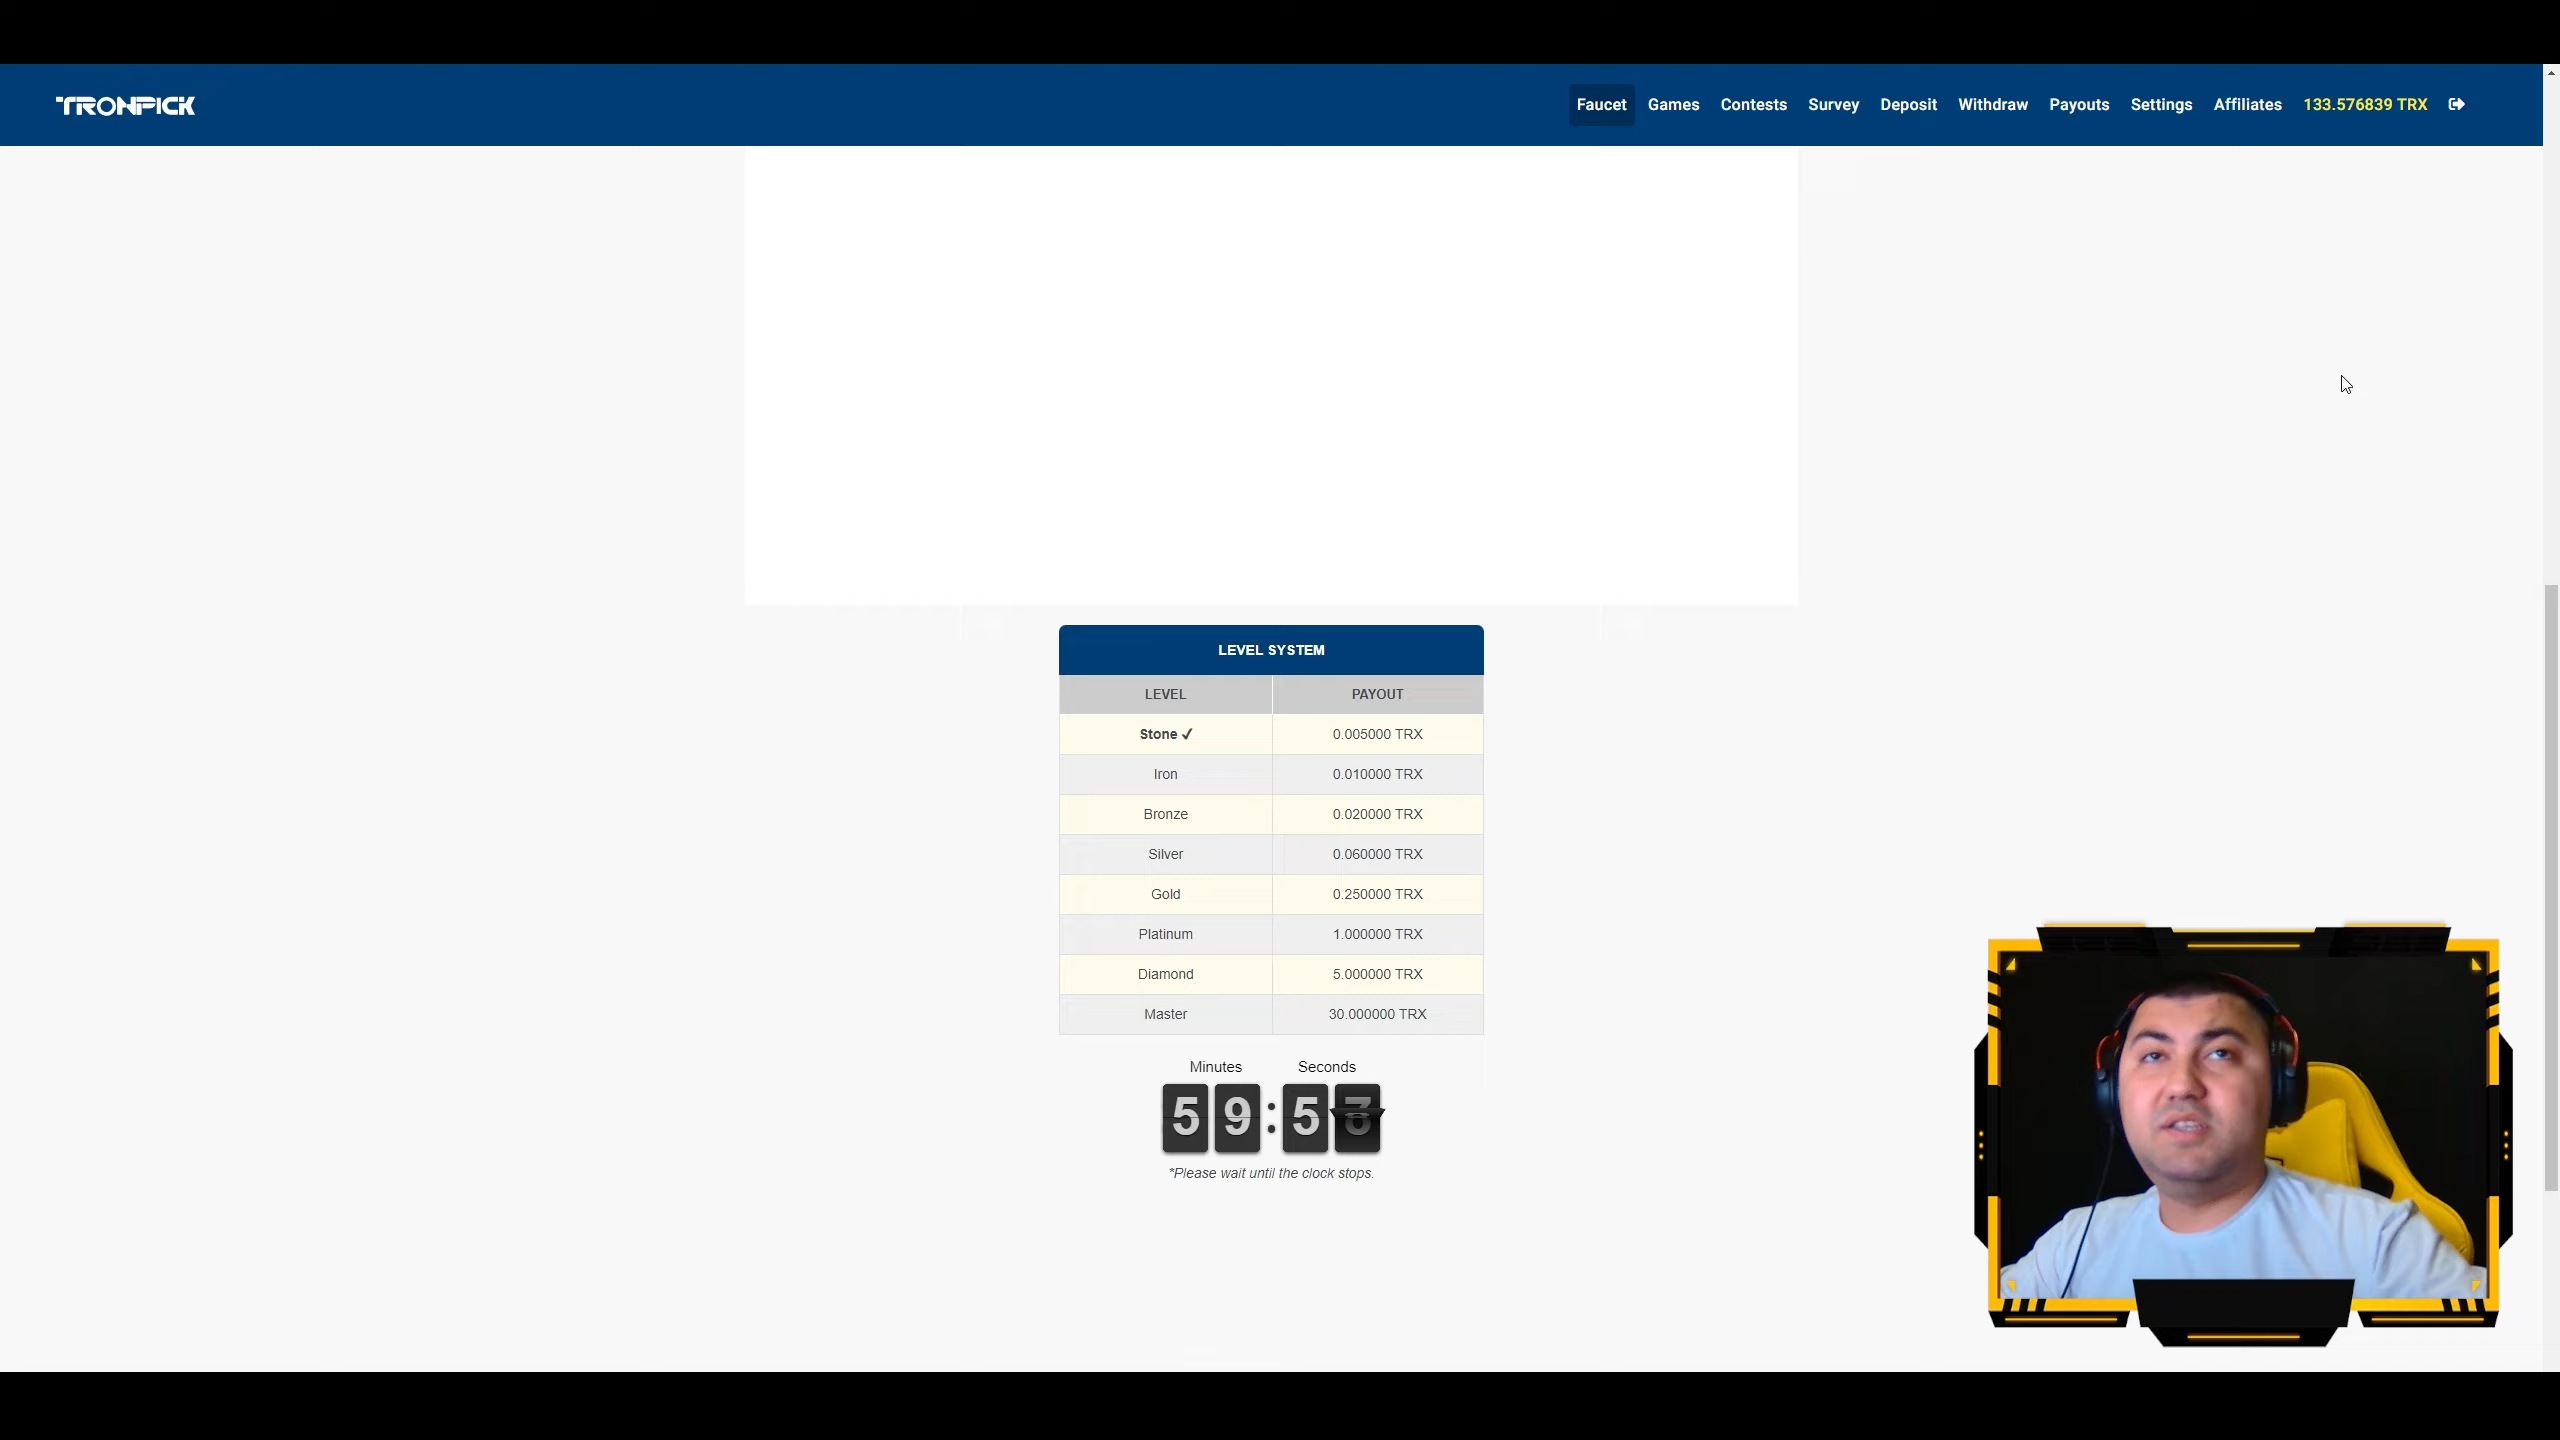 TRONPICK
Faucet Games Contests Survey Deposit Withdraw Payouts Settings Affiliates 133.576839 TRX
LEVEL SYSTEM
LEVEL PAYOUT
Stone ✓ 0.005000 TRX
Iron 0.010000 TRX
Bronze 0.020000 TRX
Silver 0.060000 TRX
Gold 0.250000 TRX
Platinum 1.000000 TRX
Diamond 5.000000 TRX
Master 30.000000 TRX
Minutes Seconds
59:5
*Please wait until the clock stops.